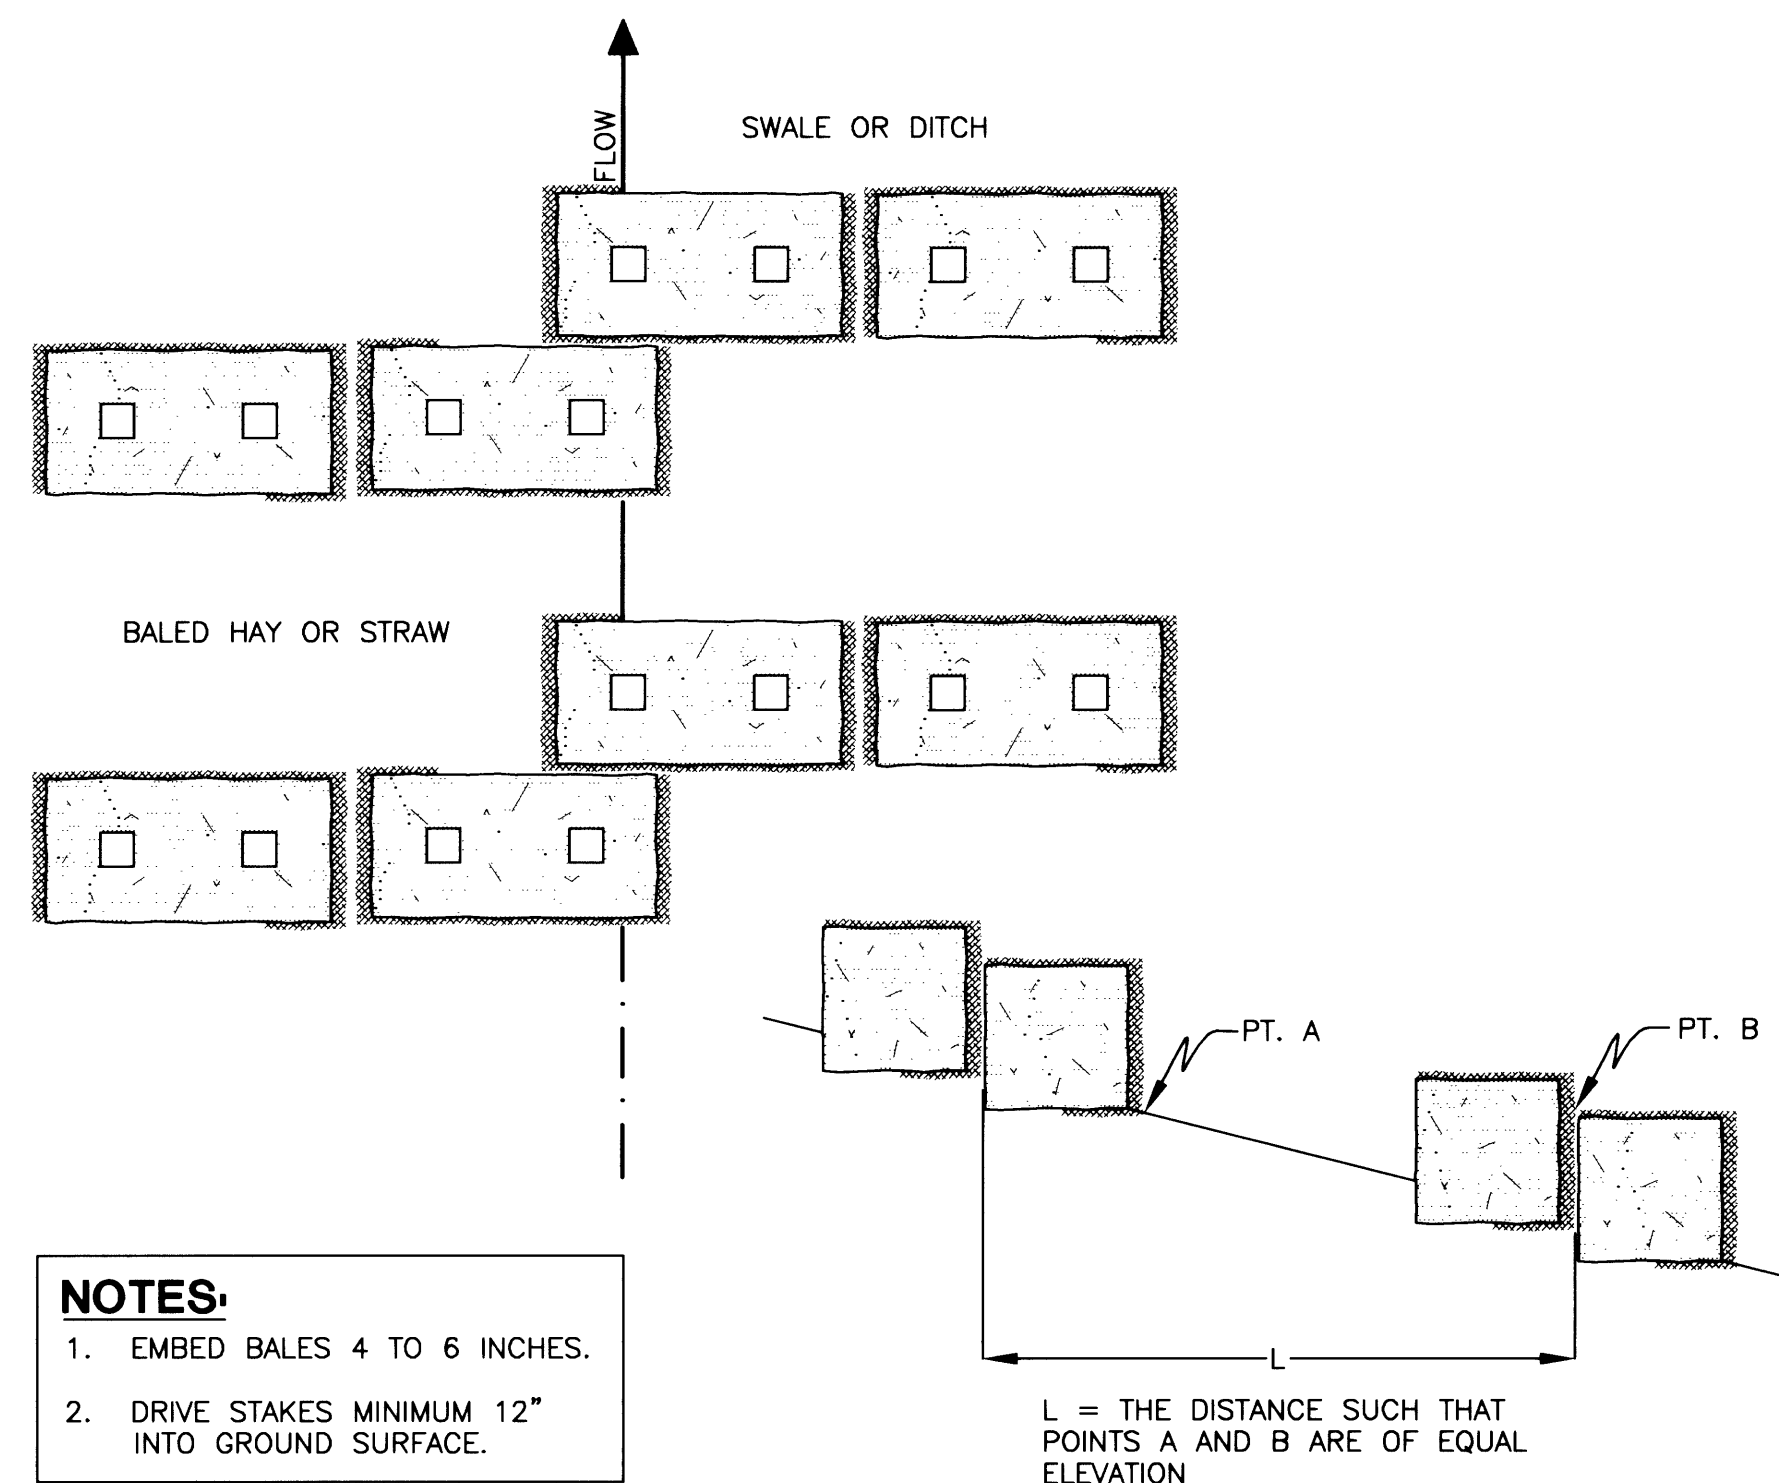 FLOW
SWALE OR DITCH
BALED HAY OR STRAW
PT. A
PT. B
L
L = THE DISTANCE SUCH THAT
POINTS A AND B ARE OF EQUAL
ELEVATION
NOTES:
1. EMBED BALES 4 TO 6 INCHES.
2. DRIVE STAKES MINIMUM 12"
INTO GROUND SURFACE.